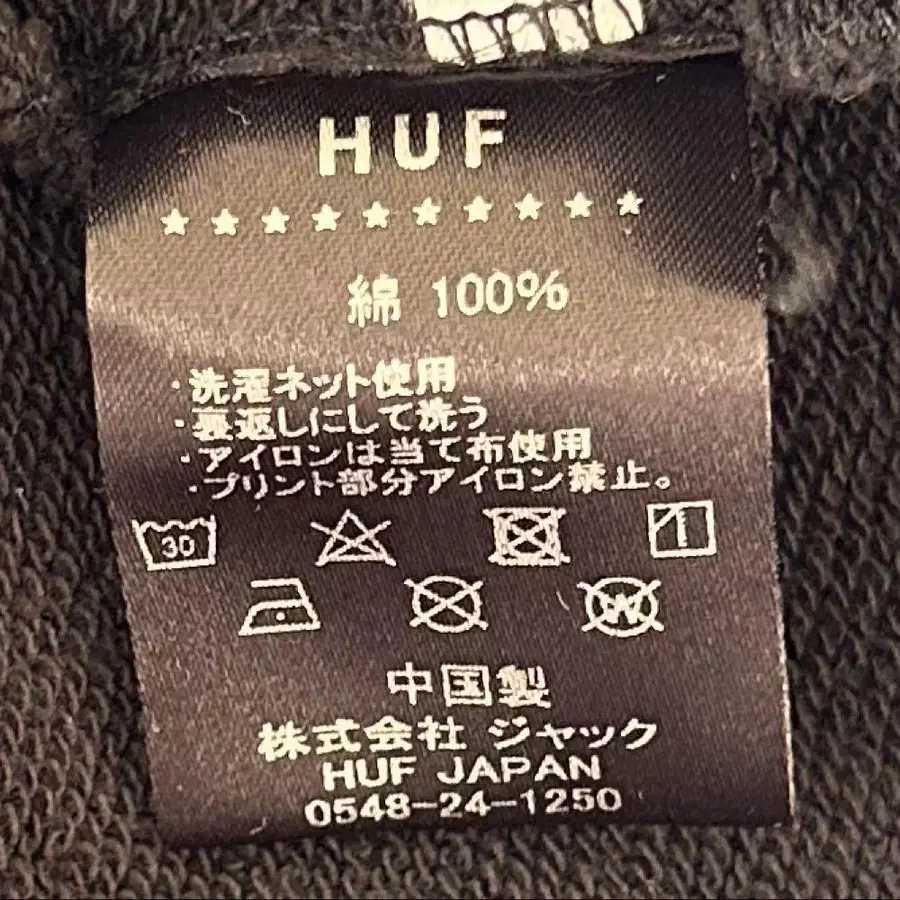 HUF
★★★★★★★★★★
綿 100%
・洗濯ネット使用
・裏返しにして洗う
・アイロンは当て布使用
・プリント部分アイロン禁止。
30
W
中国製
株式会社 ジャック
HUF JAPAN
0548-24-1250